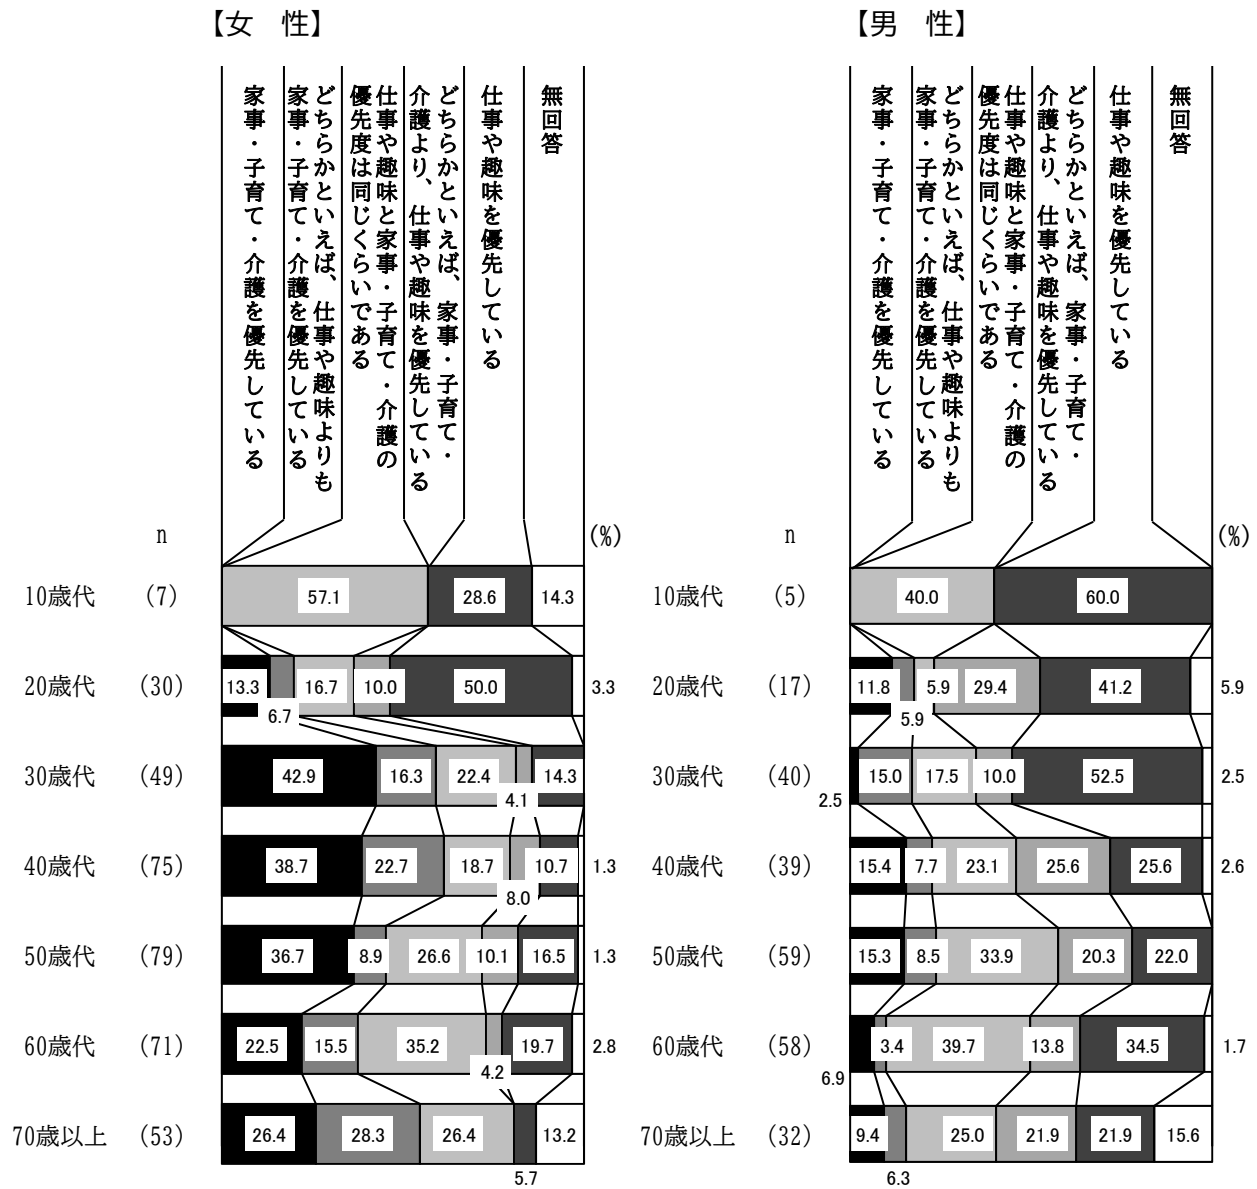 【女　性】
家事・子育て・介護を優先している
どちらかといえば、仕事や趣味よりも
家事・子育て・介護を優先している
仕事や趣味と家事・子育て・介護の
優先度は同じくらいである
どちらかといえば、家事・子育て・
介護より、仕事や趣味を優先している
仕事や趣味を優先している
無回答
n
(%)
10歳代 (7) 57.1 28.6 14.3
20歳代 (30) 13.3 16.7 10.0 50.0 3.3
6.7
30歳代 (49) 42.9 16.3 22.4 14.3
4.1
40歳代 (75) 38.7 22.7 18.7 10.7 1.3
8.0
50歳代 (79) 36.7 8.9 26.6 10.1 16.5 1.3
60歳代 (71) 22.5 15.5 35.2 19.7 2.8
4.2
70歳以上 (53) 26.4 28.3 26.4 13.2
5.7
【男　性】
家事・子育て・介護を優先している
どちらかといえば、仕事や趣味よりも
家事・子育て・介護を優先している
仕事や趣味と家事・子育て・介護の
優先度は同じくらいである
どちらかといえば、家事・子育て・
介護より、仕事や趣味を優先している
仕事や趣味を優先している
無回答
n
(%)
10歳代 (5) 40.0 60.0
20歳代 (17) 11.8 5.9 29.4 41.2 5.9
5.9
30歳代 (40) 15.0 17.5 10.0 52.5 2.5
2.5
40歳代 (39) 15.4 7.7 23.1 25.6 25.6 2.6
50歳代 (59) 15.3 8.5 33.9 20.3 22.0
60歳代 (58) 3.4 39.7 13.8 34.5 1.7
6.9
70歳以上 (32) 9.4 25.0 21.9 21.9 15.6
6.3